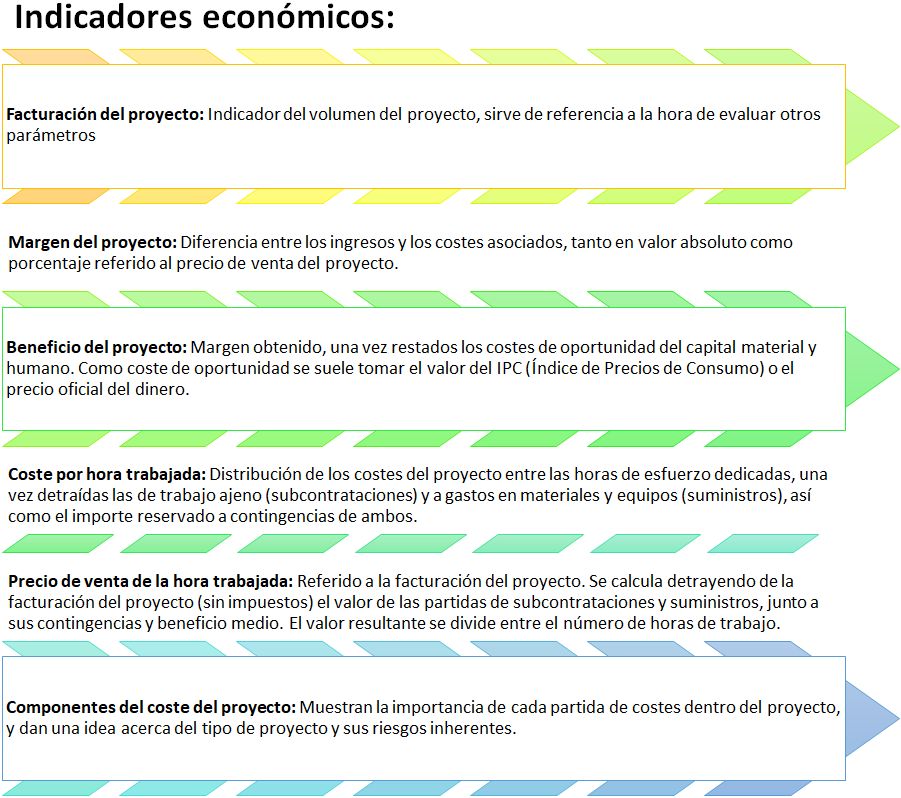 Indicadores económicos:
Facturación del proyecto: Indicador del volumen del proyecto, sirve de referencia a la hora de evaluar otros
parámetros
Margen del proyecto: Diferencia entre los ingresos y los costes asociados, tanto en valor absoluto como
porcentaje referido al precio de venta del proyecto.
Beneficio del proyecto: Margen obtenido, una vez restados los costes de oportunidad del capital material y
humano. Como coste de oportunidad se suele tomar el valor del IPC (Índice de Precios de Consumo) o el
precio oficial del dinero.
Coste por hora trabajada: Distribución de los costes del proyecto entre las horas de esfuerzo dedicadas, una
vez detraídas las de trabajo ajeno (subcontrataciones) y a gastos en materiales y equipos (suministros), así
como el importe reservado a contingencias de ambos.
Precio de venta de la hora trabajada: Referido a la facturación del proyecto. Se calcula detrayendo de la
facturación del proyecto (sin impuestos) el valor de las partidas de subcontrataciones y suministros, junto a
sus contingencias y beneficio medio. El valor resultante se divide entre el número de horas de trabajo.
Componentes del coste del proyecto: Muestran la importancia de cada partida de costes dentro del proyecto,
y dan una idea acerca del tipo de proyecto y sus riesgos inherentes.